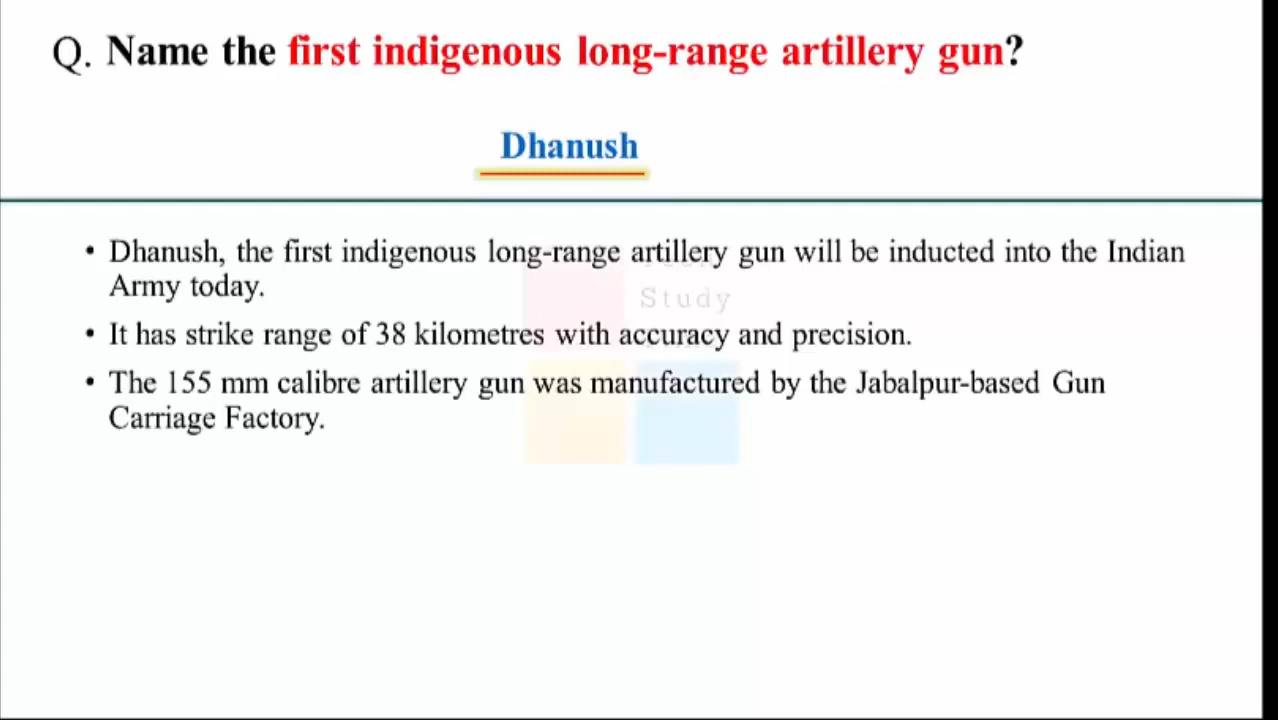 Q. Name the first indigenous long-range artillery gun?
Dhanush
• Dhanush, the first indigenous long-range artillery gun will be inducted into the Indian
Army today.
Study
• It has strike range of 38 kilometres with accuracy and precision.
• The 155 mm calibre artillery gun was manufactured by the Jabalpur-based Gun
Carriage Factory.